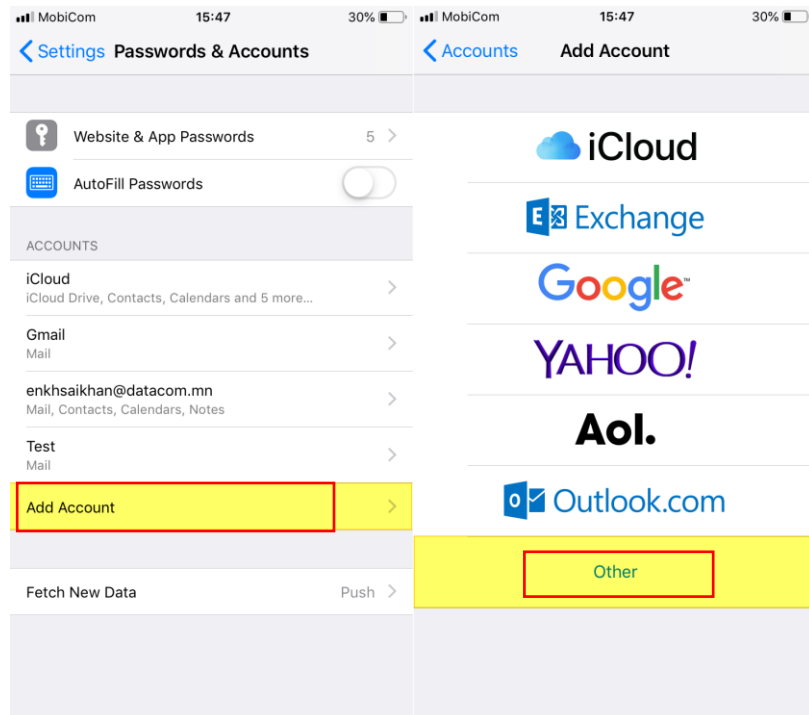 MobiCom 15:47 30%
Settings Passwords & Accounts
Website & App Passwords 5
AutoFill Passwords
ACCOUNTS
iCloud
iCloud Drive, Contacts, Calendars and 5 more...
Gmail
Mail
enkhsaikhan@datacom.mn
Mail, Contacts, Calendars, Notes
Test
Mail
Add Account
Fetch New Data Push
MobiCom 15:47 30%
Accounts Add Account
iCloud
E Exchange
Google™
YAHOO!
Aol.
o Outlook.com
Other